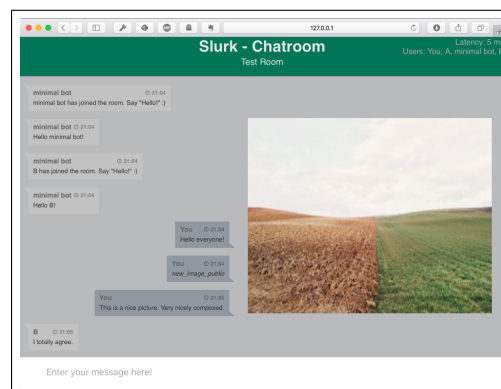 127.0.0.1
Slurk - Chatroom
Test Room
Latency: 5 m
Users: You, A, minimal bot,
minimal bot 21:04
minimal bot has joined the room. Say "Hello!" :)
minimal bot 21:04
Hello minimal bot!
minimal bot 21:04
B has joined the room. Say "Hello!" :)
minimal bot 21:04
Hello B!
You 21:04
Hello everyone!
You 21:04
new_image_public
You 21:05
This is a nice picture. Very nicely composed.
B 21:05
I totally agree.
Enter your message here!